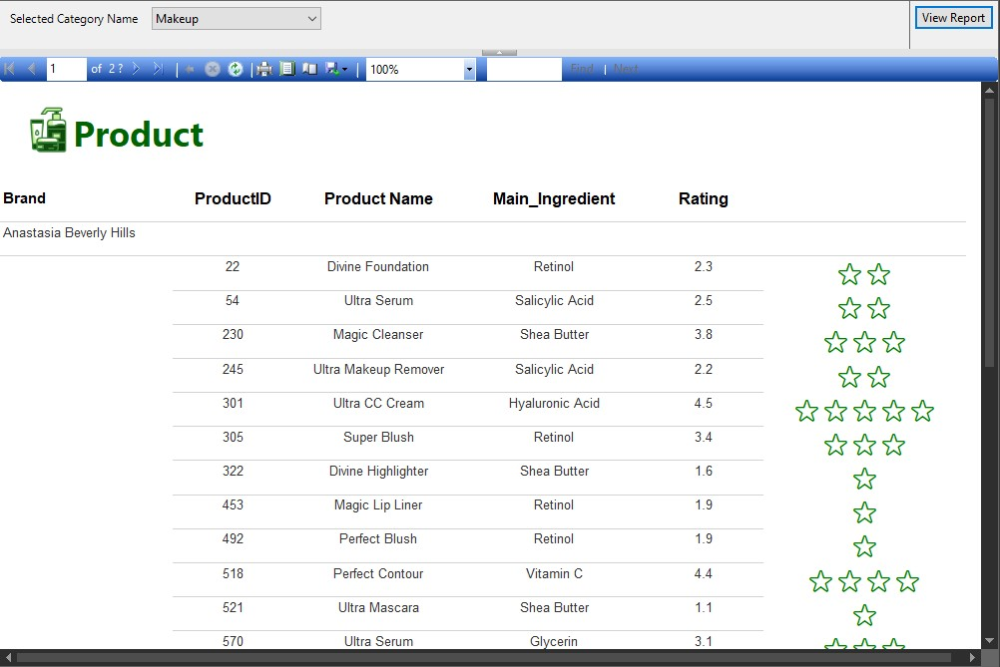 Selected Category Name Makeup View Report
1 of 2 ? 100% Find | Next
Product
Brand ProductID Product Name Main_Ingredient Rating
Anastasia Beverly Hills
22 Divine Foundation Retinol 2.3
54 Ultra Serum Salicylic Acid 2.5
230 Magic Cleanser Shea Butter 3.8
245 Ultra Makeup Remover Salicylic Acid 2.2
301 Ultra CC Cream Hyaluronic Acid 4.5
305 Super Blush Retinol 3.4
322 Divine Highlighter Shea Butter 1.6
453 Magic Lip Liner Retinol 1.9
492 Perfect Blush Retinol 1.9
518 Perfect Contour Vitamin C 4.4
521 Ultra Mascara Shea Butter 1.1
570 Ultra Serum Glycerin 3.1